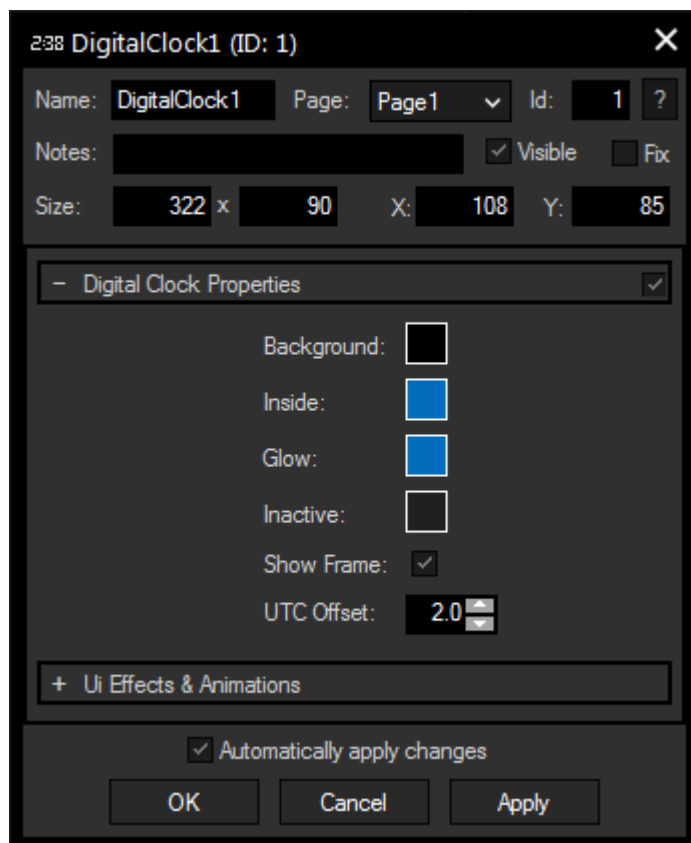 2:38 DigitalClock1 (ID: 1)
Name: DigitalClock1 Page: Page1 Id: 1 ?
Notes: Visible Fix
Size: 322 x 90 X: 108 Y: 85
− Digital Clock Properties
Background:
Inside:
Glow:
Inactive:
Show Frame:
UTC Offset: 2.0
+ Ui Effects & Animations
Automatically apply changes
OK Cancel Apply